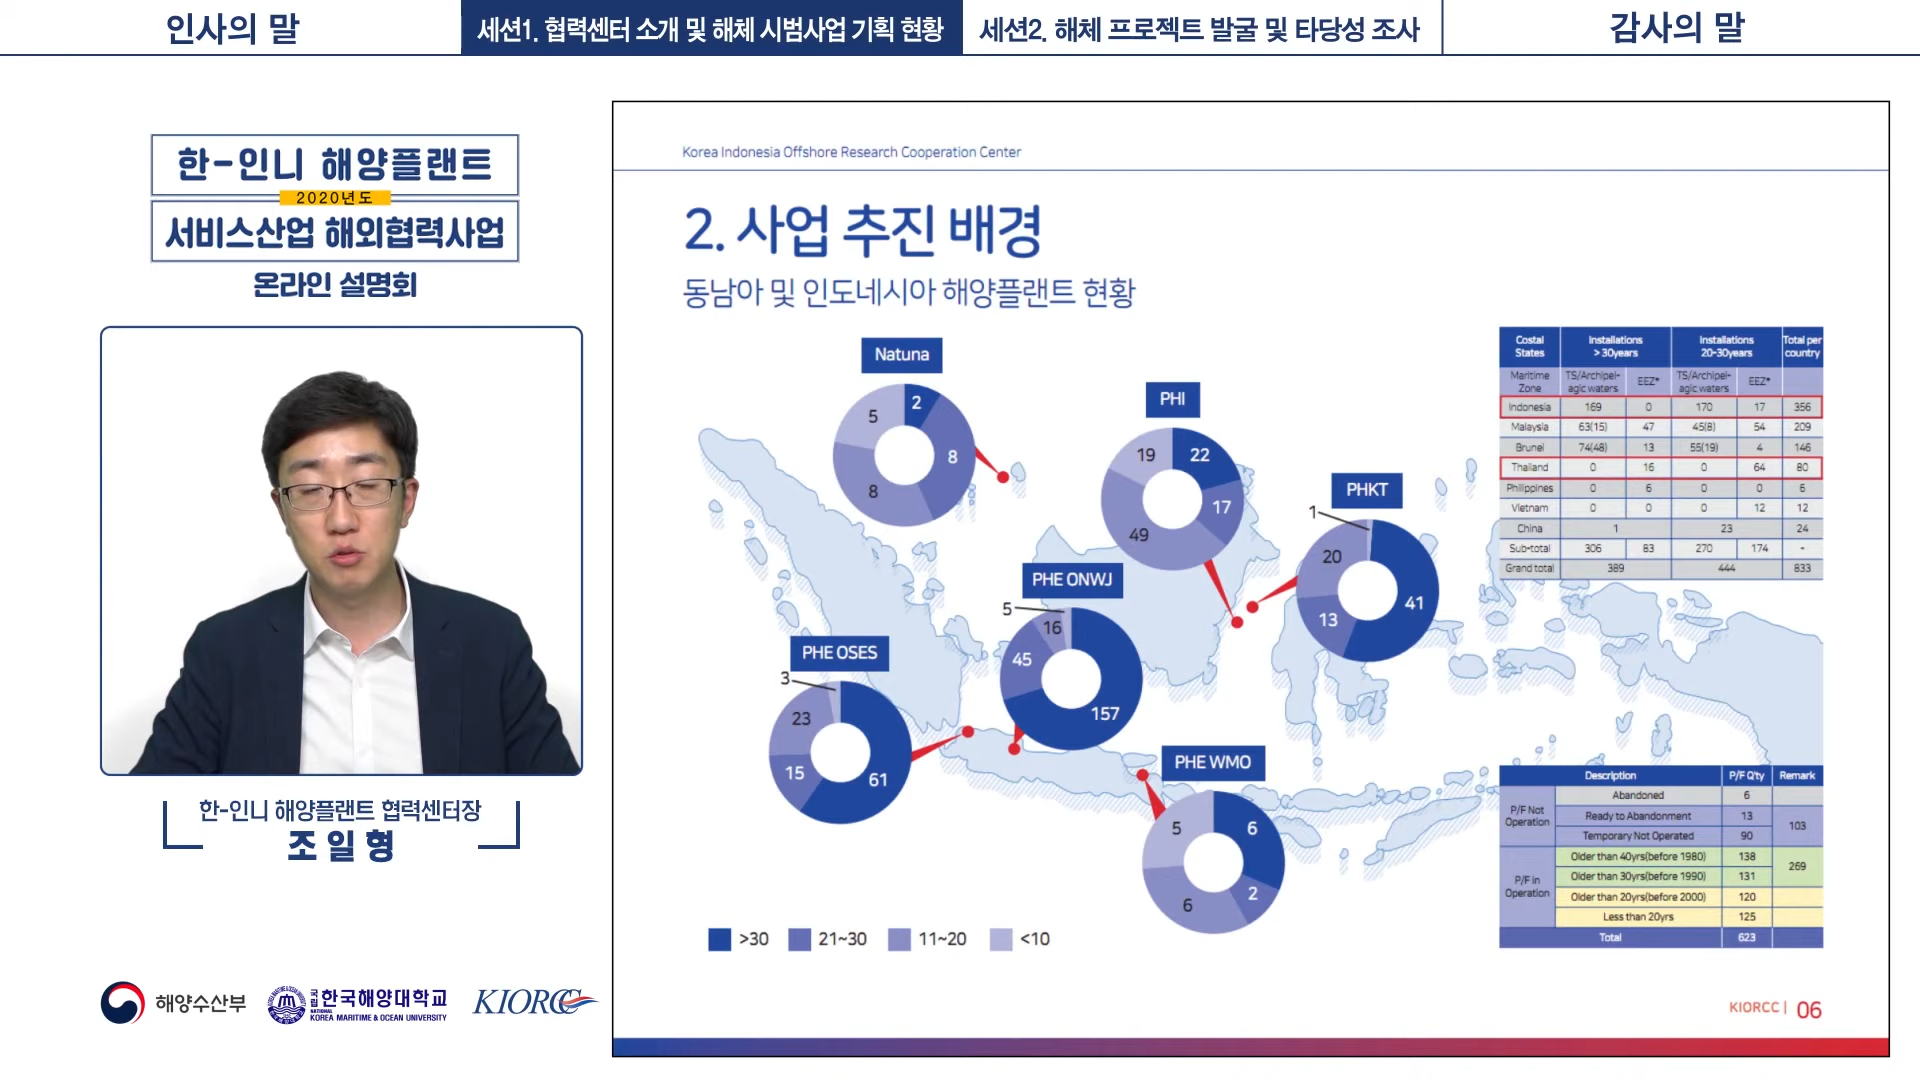 인사의 말
세션1. 협력센터 소개 및 해체 시범사업 기획 현황
세션2. 해체 프로젝트 발굴 및 타당성 조사
감사의 말
한-인니 해양플랜트
2020년도
서비스산업 해외협력사업
온라인 설명회
한-인니 해양플랜트 협력센터장
조일형
해양수산부
국립한국해양대학교
NATIONAL
KOREA MARITIME & OCEAN UNIVERSITY
KIORCC
Korea Indonesia Offshore Research Cooperation Center
2. 사업 추진 배경
동남아 및 인도네시아 해양플랜트 현황
Natuna
2
8
8
5
PHI
22
17
49
19
PHKT
1
20
13
41
PHE ONWJ
5
16
45
157
PHE OSES
3
23
15
61
PHE WMO
6
2
6
5
>30 21~30 11~20 <10
Costal States Installations >30years Installations 20-30years Total per country
Maritime Zone TS/Archipel-agic waters EEZ* TS/Archipel-agic waters EEZ*
Indonesia 169 0 170 17 356
Malaysia 63(15) 47 45(8) 54 209
Brunei 74(48) 13 55(19) 4 146
Thailand 0 16 0 64 80
Philippines 0 6 0 0 6
Vietnam 0 0 0 12 12
China 1 23 24
Sub-total 306 83 270 174 -
Grand total 389 444 833
Description P/F Q'ty Remark
P/F Not Operation Abandoned 6
Ready to Abandonment 13 103
Temporary Not Operated 90
P/F in Operation Older than 40yrs(before 1980) 138 269
Older than 30yrs(before 1990) 131
Older than 20yrs(before 2000) 120
Less than 20yrs 125
Total 623
KIORCC | 06